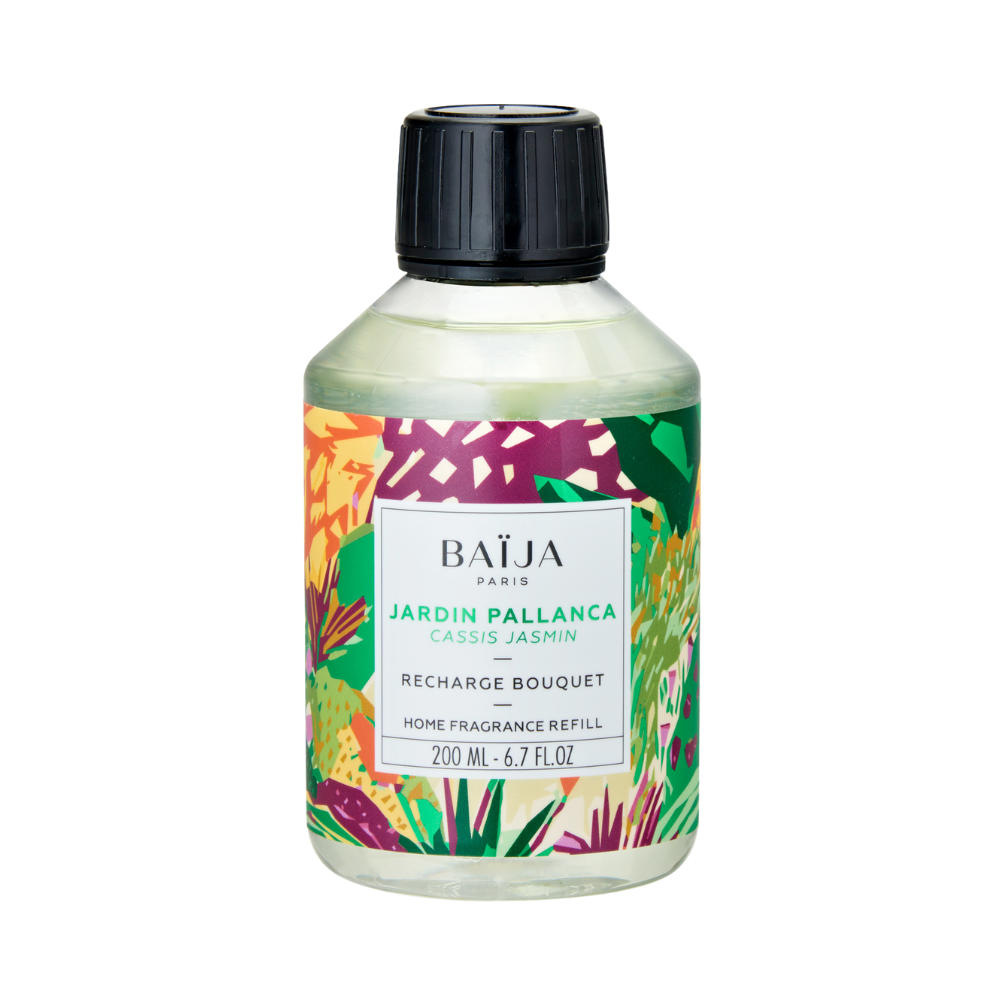 BAÏJA
PARIS
JARDIN PALLANCA
CASSIS JASMIN
RECHARGE BOUQUET
HOME FRAGRANCE REFILL
200 ML - 6.7 FL.OZ